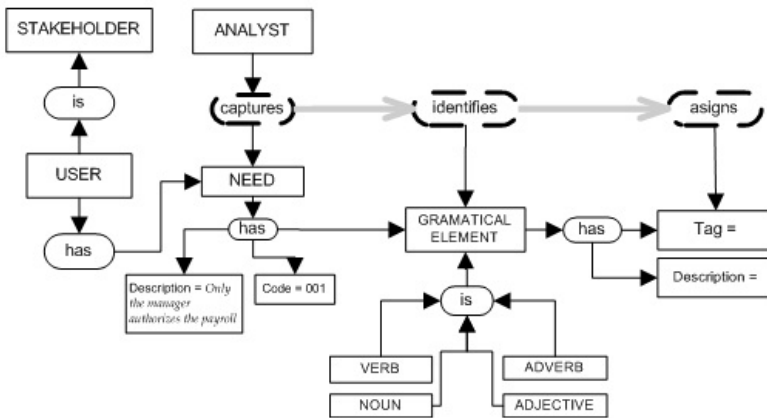 STAKEHOLDER
ANALYST
is
captures
identifies
asigns
USER
NEED
has
has
GRAMATICAL
ELEMENT
has
Tag =
Description = Only
the manager
authorizes the payroll
Code = 001
Description =
is
VERB
ADVERB
NOUN
ADJECTIVE